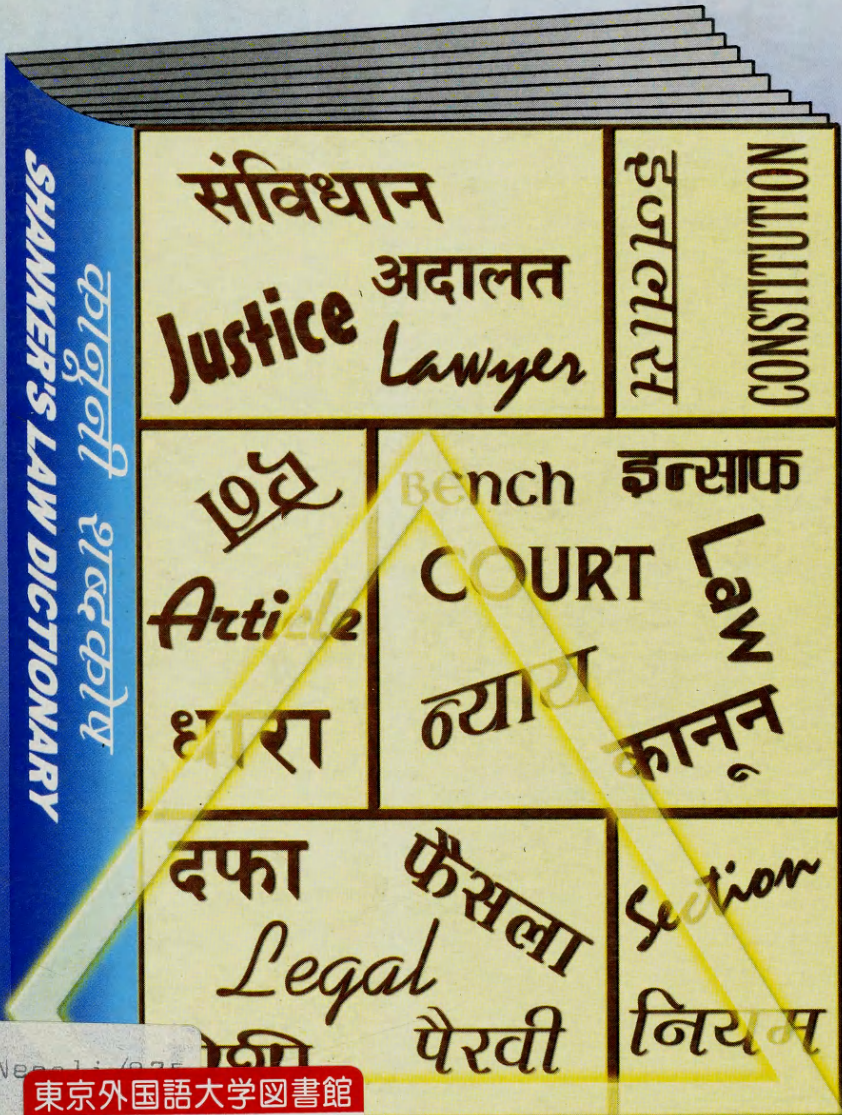 SHANKER'S LAW DICTIONARY
कानूनी शब्दकोष
संविधान
Justice
अदालत
Lawyer
इजलास
CONSTITUTION
Article
धारा
Bench
इन्साफ
COURT
Law
न्याय
कानून
दफा
फैसला
Legal
पैरवी
Section
नियम
東京外国語大学図書館